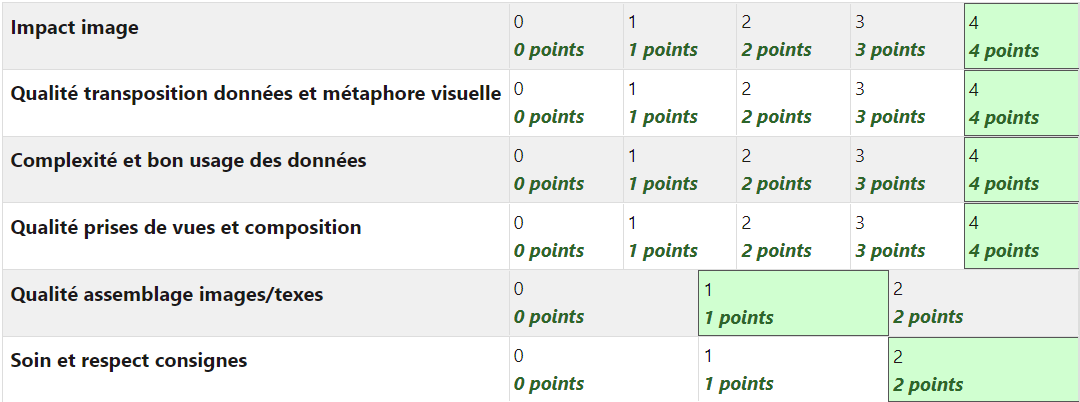 Impact image
0 1 2 3 4
0 points 1 points 2 points 3 points 4 points
Qualité transposition données et métaphore visuelle
0 1 2 3 4
0 points 1 points 2 points 3 points 4 points
Complexité et bon usage des données
0 1 2 3 4
0 points 1 points 2 points 3 points 4 points
Qualité prises de vues et composition
0 1 2 3 4
0 points 1 points 2 points 3 points 4 points
Qualité assemblage images/texes
0 1 2
0 points 1 points 2 points
Soin et respect consignes
0 1 2
0 points 1 points 2 points